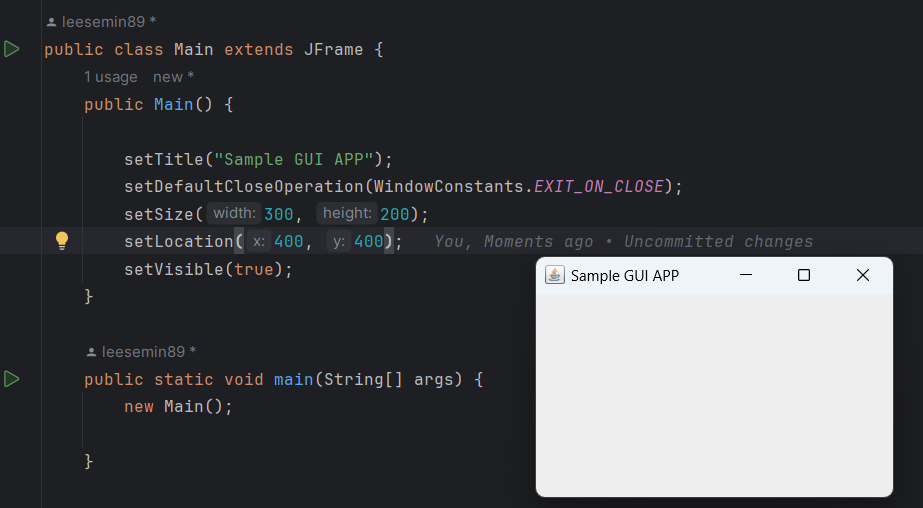 leesemin89 *
public class Main extends JFrame {
1 usage new *
public Main() {
setTitle("Sample GUI APP");
setDefaultCloseOperation(WindowConstants.EXIT_ON_CLOSE);
setSize( width: 300, height: 200);
setLocation( x: 400, y: 400); You, Moments ago • Uncommitted changes
setVisible(true);
}
Sample GUI APP
leesemin89 *
public static void main(String[] args) {
new Main();
}